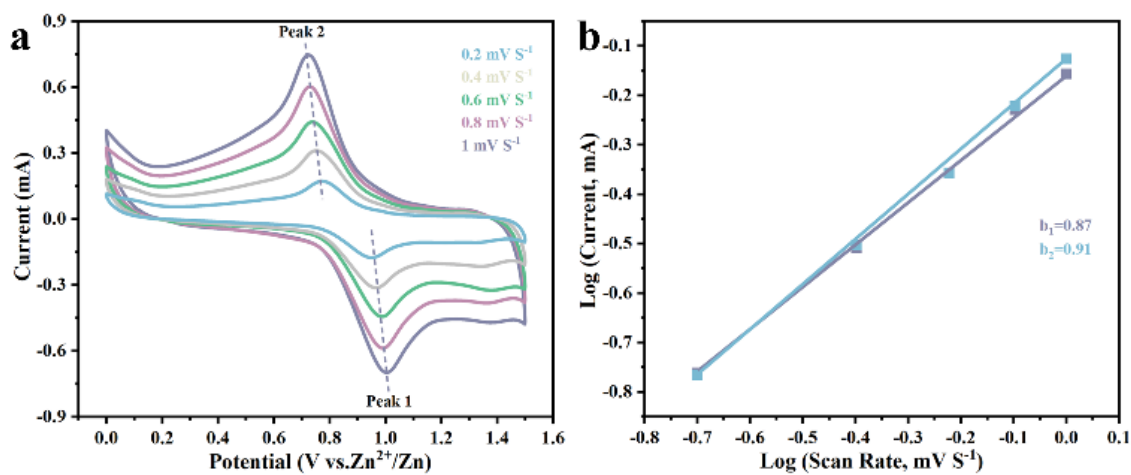 a
Peak 2
0.2 mV S⁻¹
0.4 mV S⁻¹
0.6 mV S⁻¹
0.8 mV S⁻¹
1 mV S⁻¹
Peak 1
0.9
0.6
0.3
0.0
-0.3
-0.6
-0.9
Current (mA)
0.0 0.2 0.4 0.6 0.8 1.0 1.2 1.4 1.6
Potential (V vs.Zn²⁺/Zn)
b
-0.1
-0.2
-0.3
-0.4
-0.5
-0.6
-0.7
-0.8
Log (Current, mA)
b₁=0.87
b₂=0.91
-0.8 -0.7 -0.6 -0.5 -0.4 -0.3 -0.2 -0.1 0.0 0.1
Log (Scan Rate, mV S⁻¹)